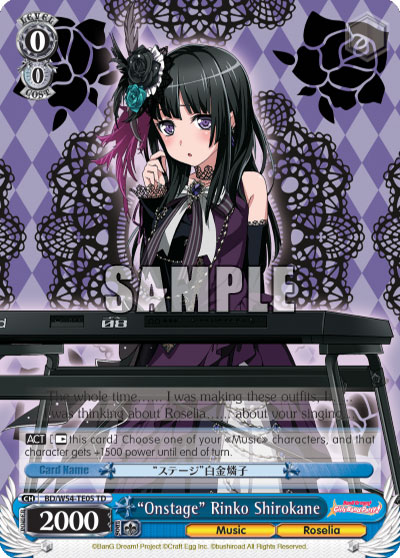 LEVEL
0
0
COST
SAMPLE
08
The whole time...... I was making these outfits, I
was thinking about Roselia...... about your singing...
ACT [ this card] Choose one of your «Music» characters, and that
character gets +1500 power until end of turn.
Card Name
“ステージ”白金燐子
CH BD/W54-TE05 TD
“Onstage” Rinko Shirokane
2000
Music
Roselia
©BanG Dream! Project ©Craft Egg Inc. ©bushiroad All Rights Reserved.